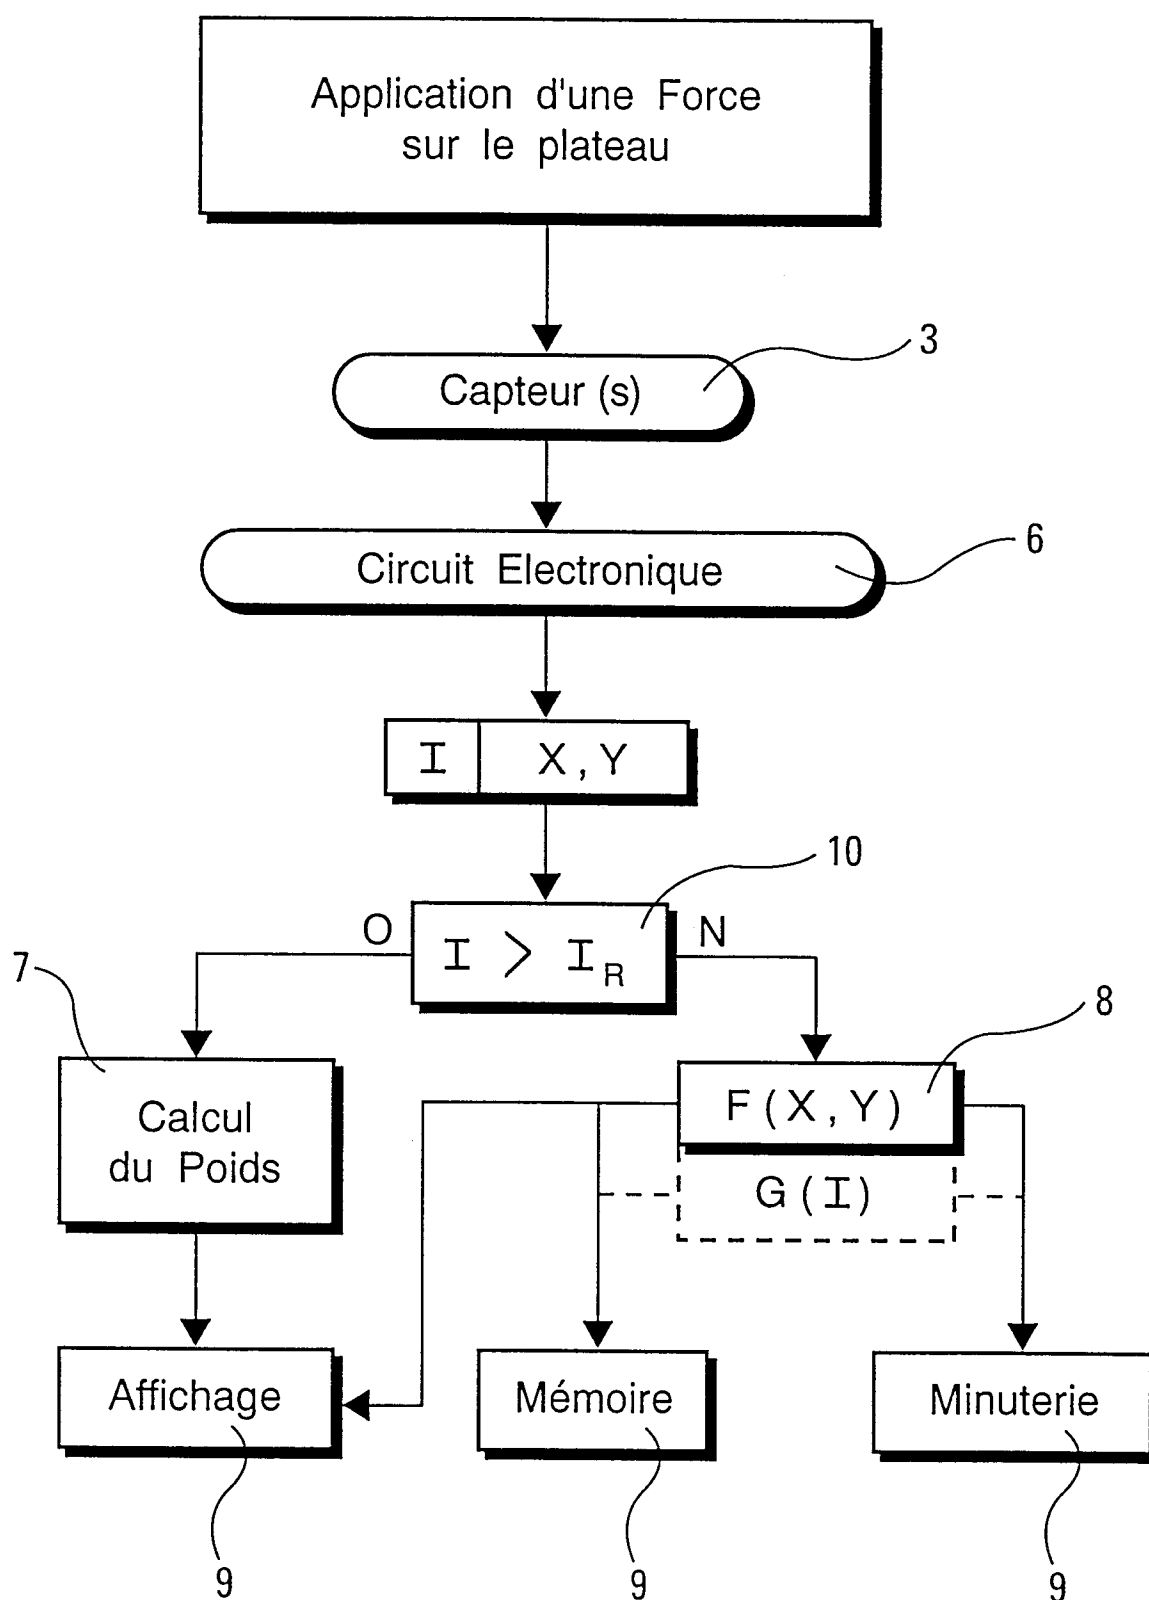 Application d'une Force
sur le plateau
3
Capteur (s)
6
Circuit Electronique
I X, Y
10
O I > I_R N
7
8
Calcul
du Poids
F (X, Y)
G (I)
Affichage
Mémoire
Minuterie
9 9 9